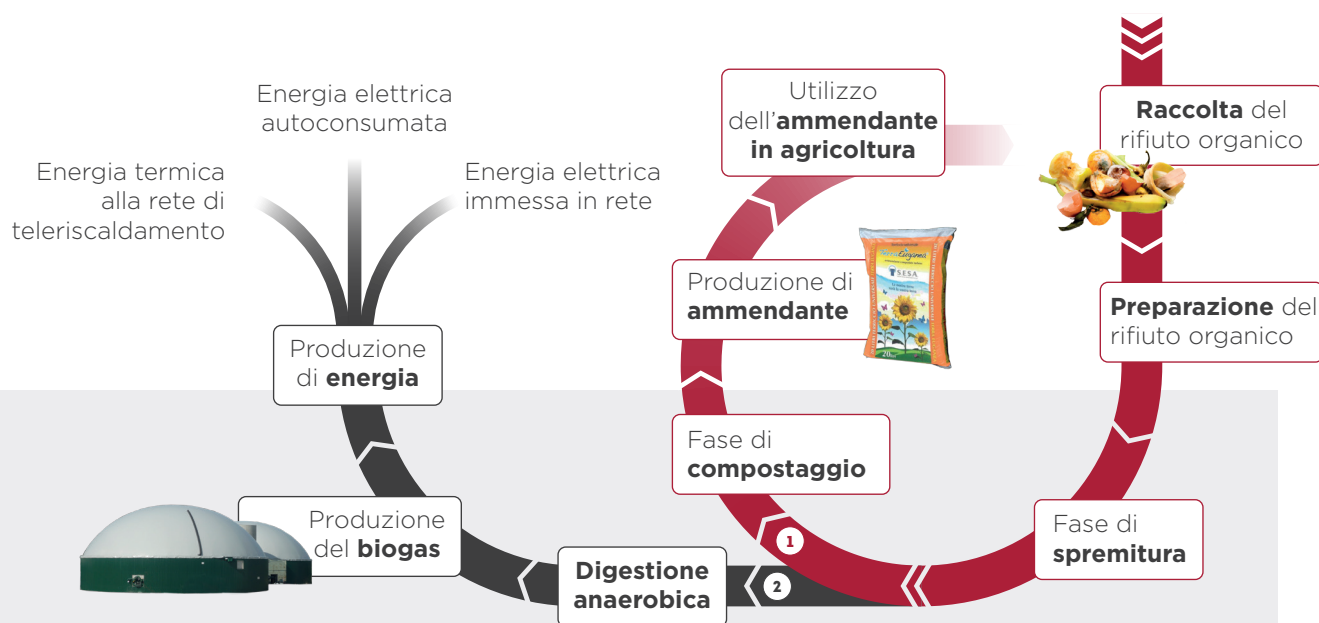 Energia elettrica
autoconsumata
Energia termica
alla rete di
teleriscaldamento
Energia elettrica
immessa in rete
Produzione
di energia
Produzione
del biogas
Digestione
anaerobica
Utilizzo
dell'ammendante
in agricoltura
Produzione di
ammendante
SESA
20
Fase di
compostaggio
1
2
Raccolta del
rifiuto organico
Preparazione del
rifiuto organico
Fase di
spremitura